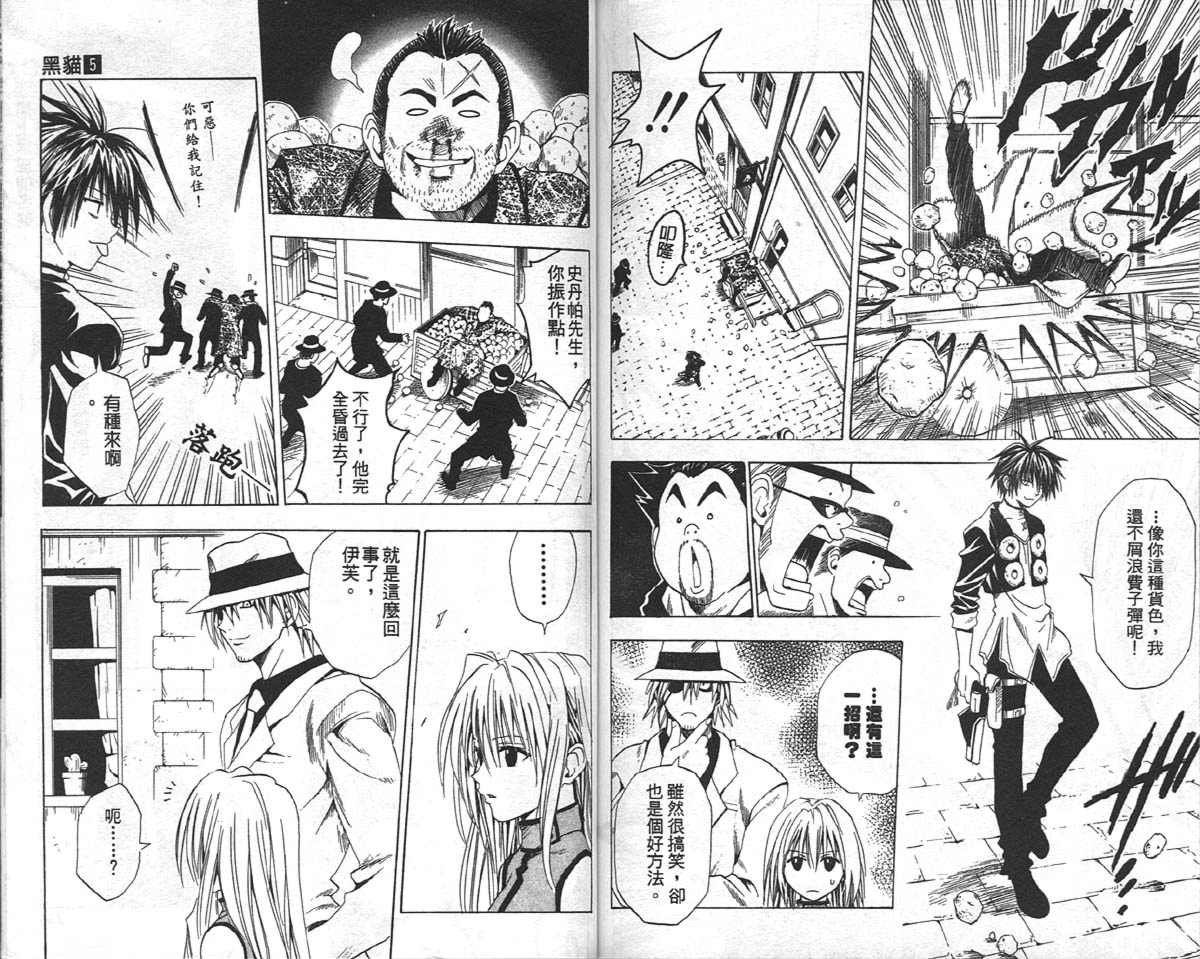 ドカァッ
!!
叩隆…
…像你這種貨色，我
還不屑浪費子彈呢！
…還有這
一招啊？
雖然很搞笑，卻
也是個好方法。
黑貓5
史丹帕先生，
你振作點！
不行了，他完
全昏過去了！
可惡——
你們給我記住！
落跑
有種來啊
。
………
就是這麼回
事了，
伊芙。
呃……？